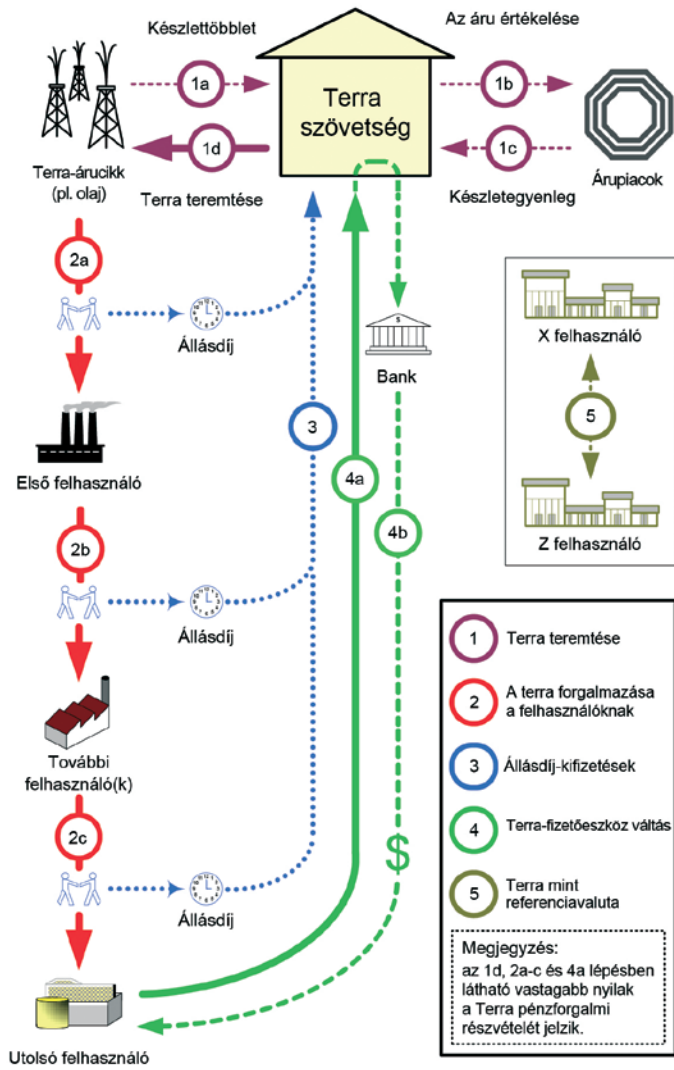 Készlettöbblet
Az áru értékelése
1a
1b
Terra
szövetség
1d
1c
Terra-árucikk
(pl. olaj)
Terra teremtése
Készletegyenleg
Árupiacok
2a
Állásdíj
X felhasználó
S
Bank
5
3
Első felhasználó
4a
Z felhasználó
2b
4b
Állásdíj
1
Terra teremtése
2
A terra forgalmazása
a felhasználóknak
További
felhasználó(k)
3
Állásdíj-kifizetések
2c
4
Terra-fizetőeszköz váltás
$
Állásdíj
5
Terra mint
referenciavaluta
Megjegyzés:
az 1d, 2a-c és 4a lépésben
látható vastagabb nyilak
a Terra pénzforgalmi
részvételét jelzik.
Utolsó felhasználó